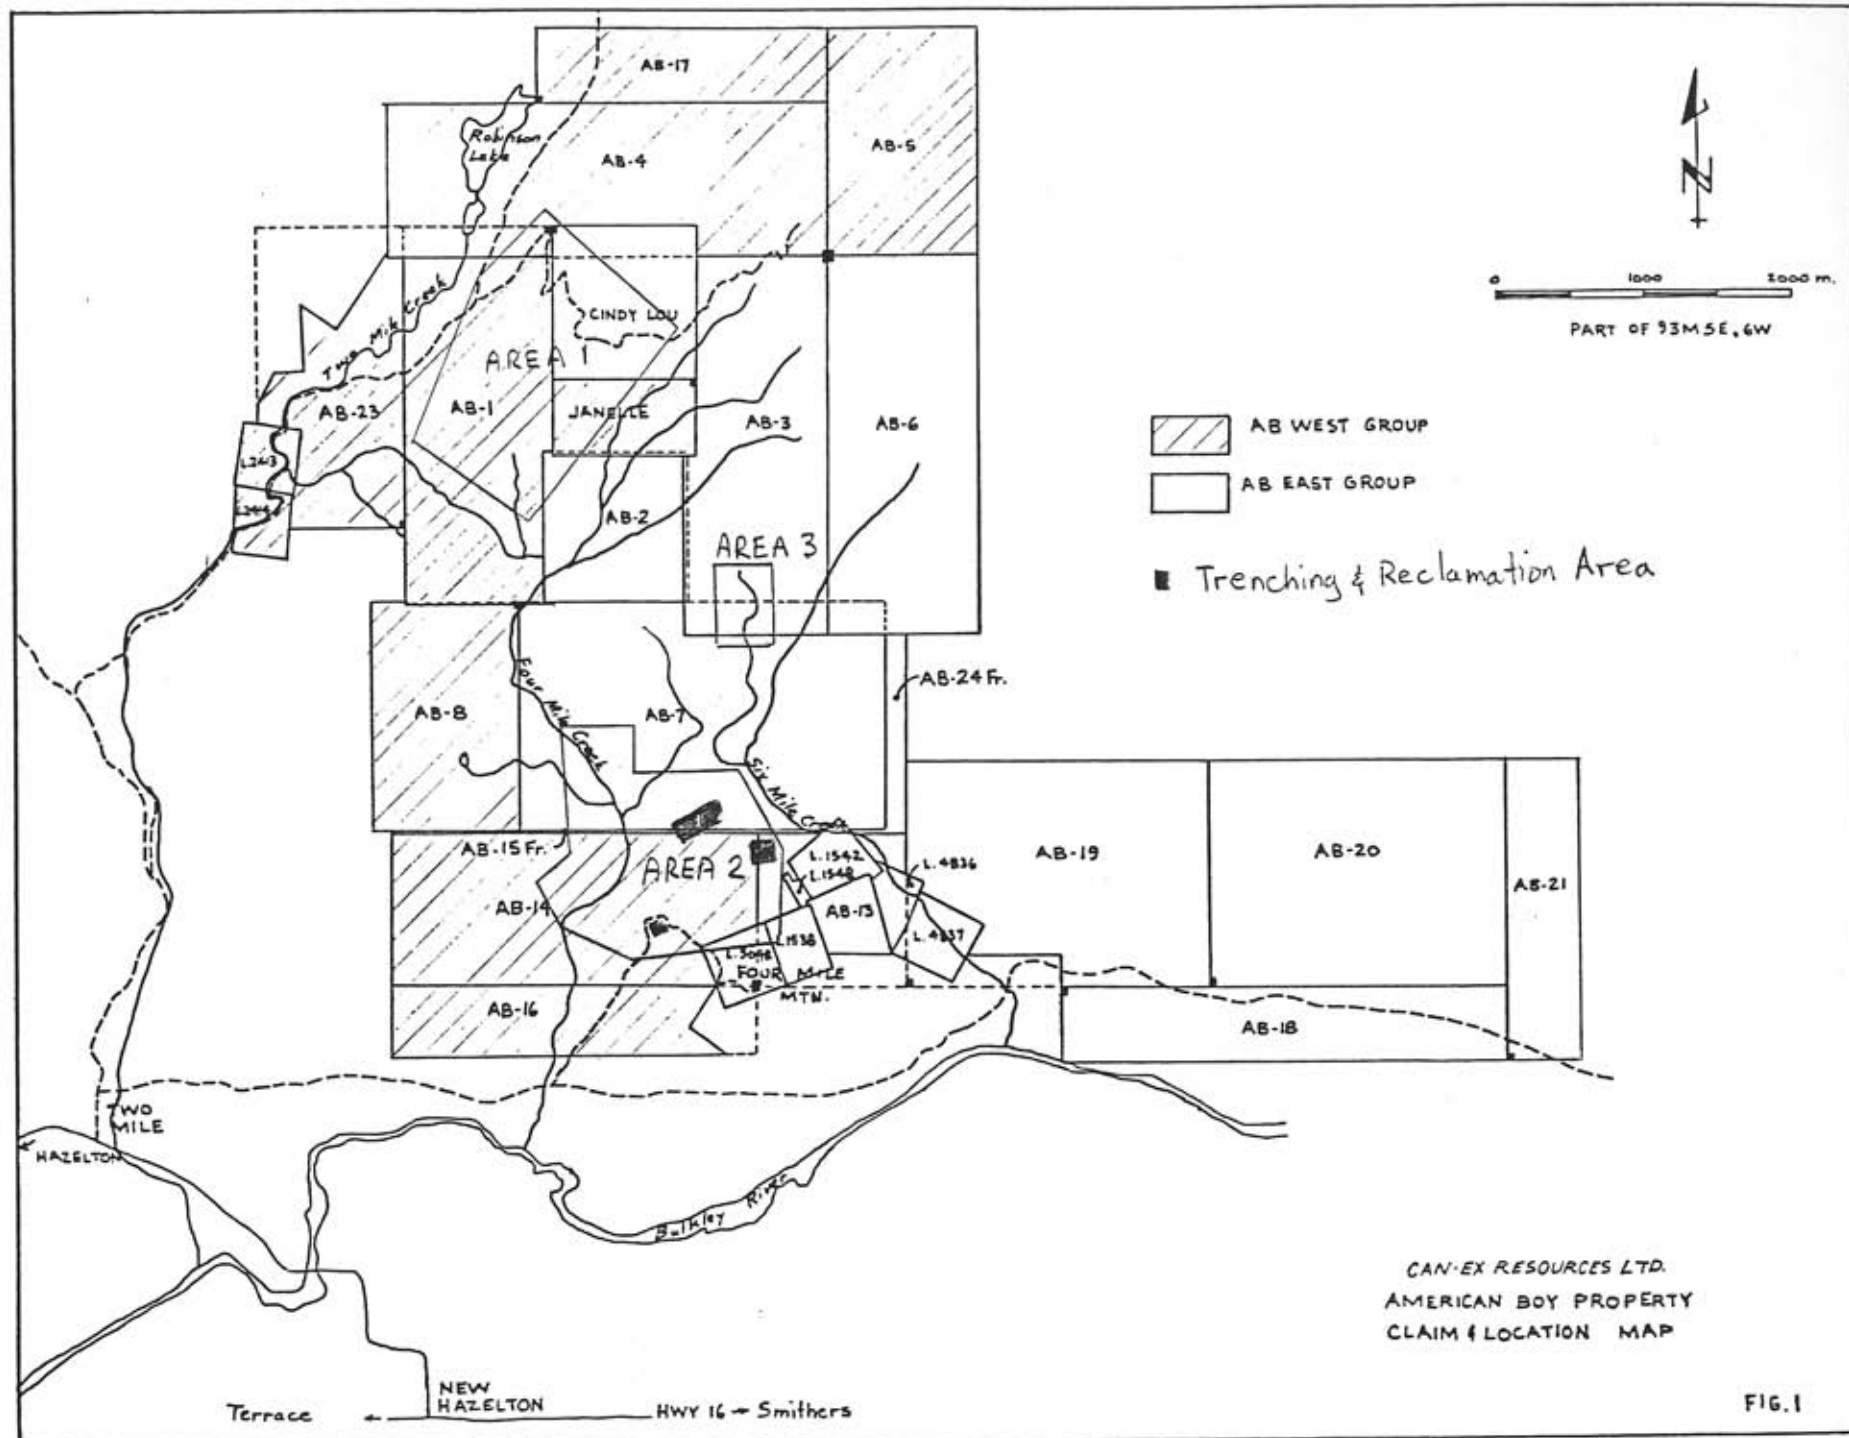 AB-17
Robinson
Lake
AB-4
AB-5
N
0 1000 2000 m.
PART OF 93M5E,6W
Two Mile Creek
CINDY LOU
AREA 1
AB-23
AB-1
JANELLE
AB-3
AB-6
AB WEST GROUP
AB EAST GROUP
Trenching & Reclamation Area
AB-2
AREA 3
AB-24 Fr.
Four Mile Creek
AB-8
AB-7
Six Mile Creek
AB-15 Fr.
AREA 2
L.1542
L.1548
L.4836
AB-19
AB-20
AB-21
AB-14
AB-13
L.1538
L.4837
FOUR MILE
MTN.
AB-16
AB-18
TWO
MILE
HAZELTON
Bulkley River
CAN-EX RESOURCES LTD.
AMERICAN BOY PROPERTY
CLAIM & LOCATION MAP
NEW
HAZELTON
Terrace ← HWY 16 → Smithers
FIG.1